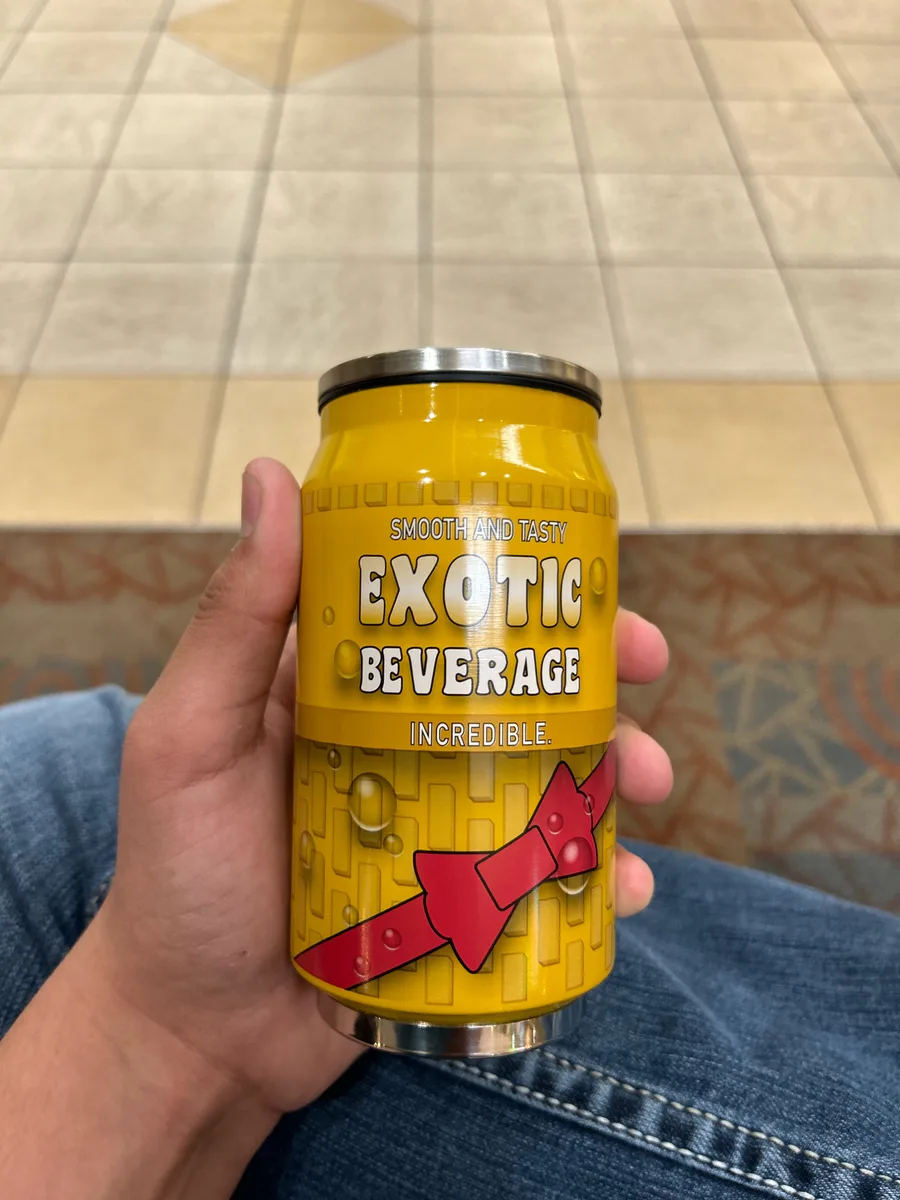 SMOOTH AND TASTY
EXOTIC
BEVERAGE
INCREDIBLE.